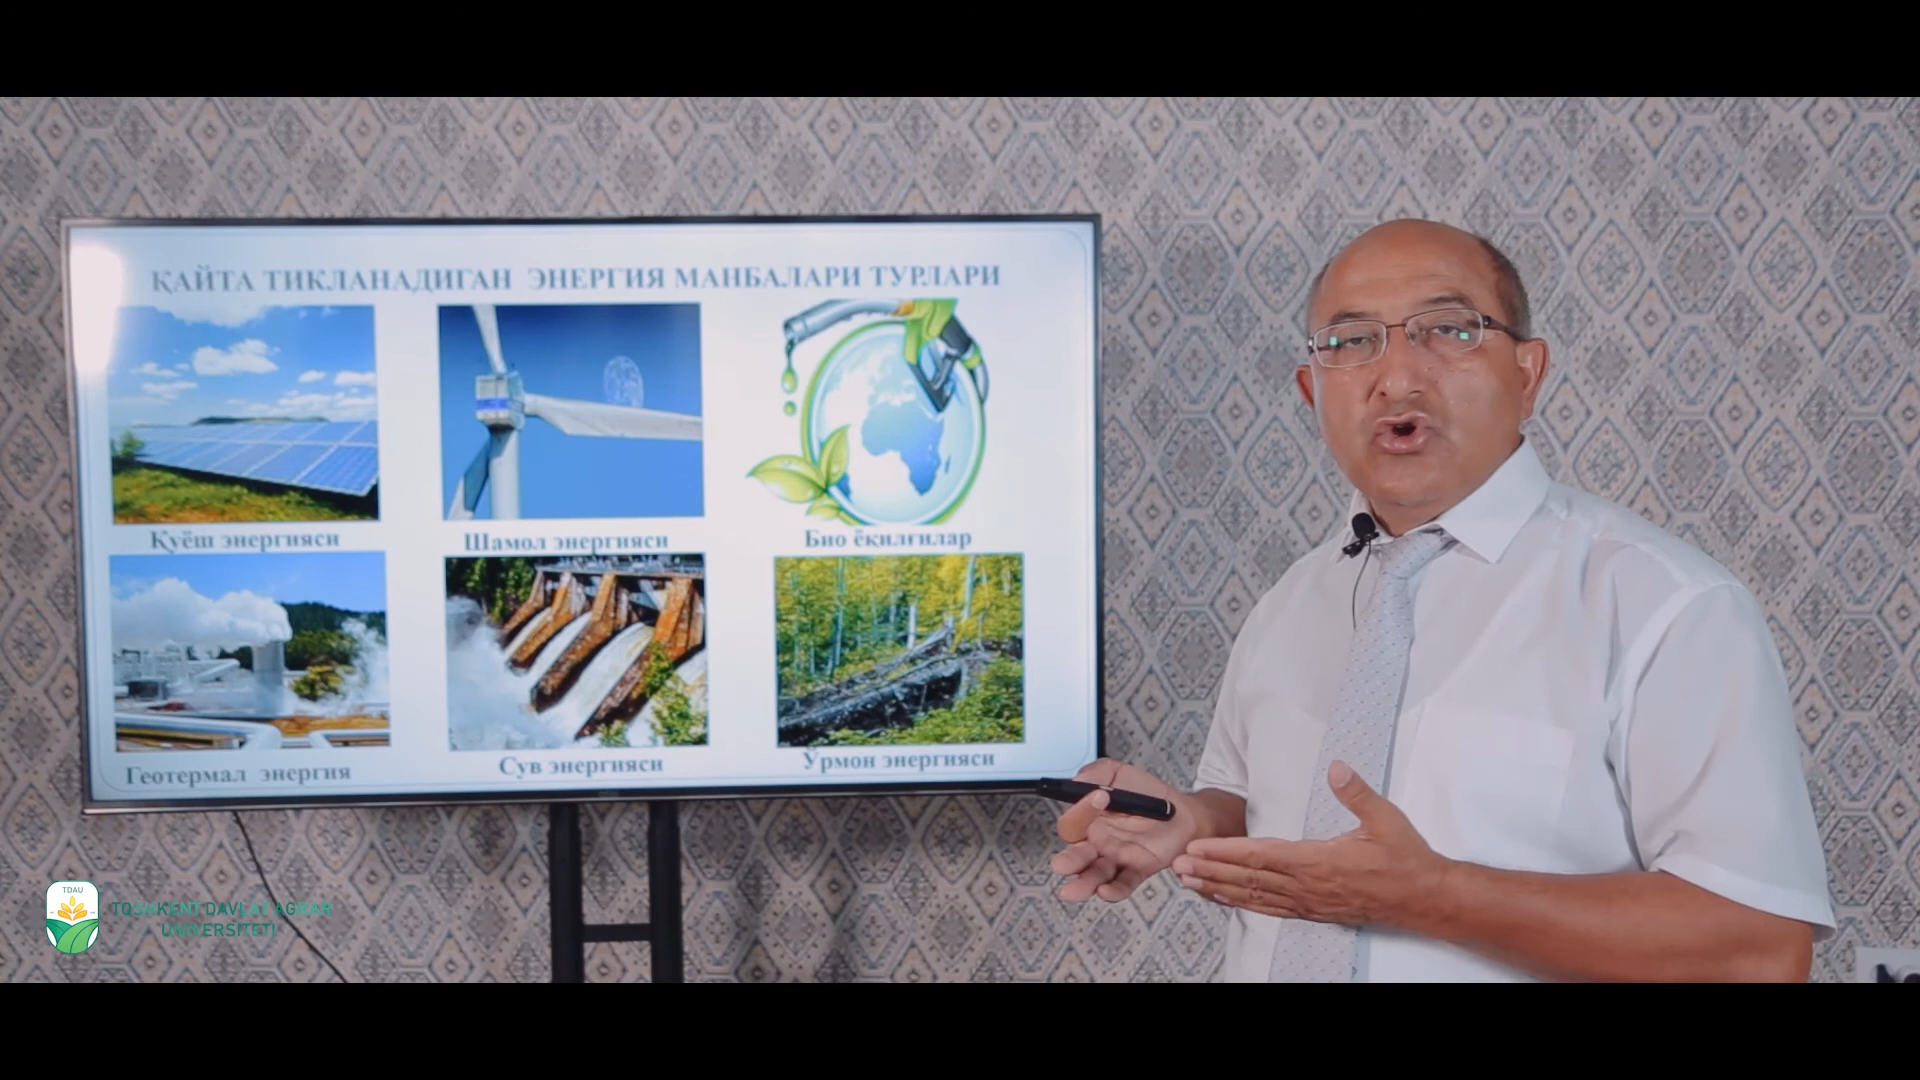 ҚАЙТА ТИКЛАНАДИГАН ЭНЕРГИЯ МАНБАЛАРИ ТУРЛАРИ
Қуёш энергияси
Шамол энергияси
Био ёқилғилар
Геотермал энергия
Сув энергияси
Ўрмон энергияси
TDAU
TOSHKENT DAVLAT AGRAR
UNIVERSITETI